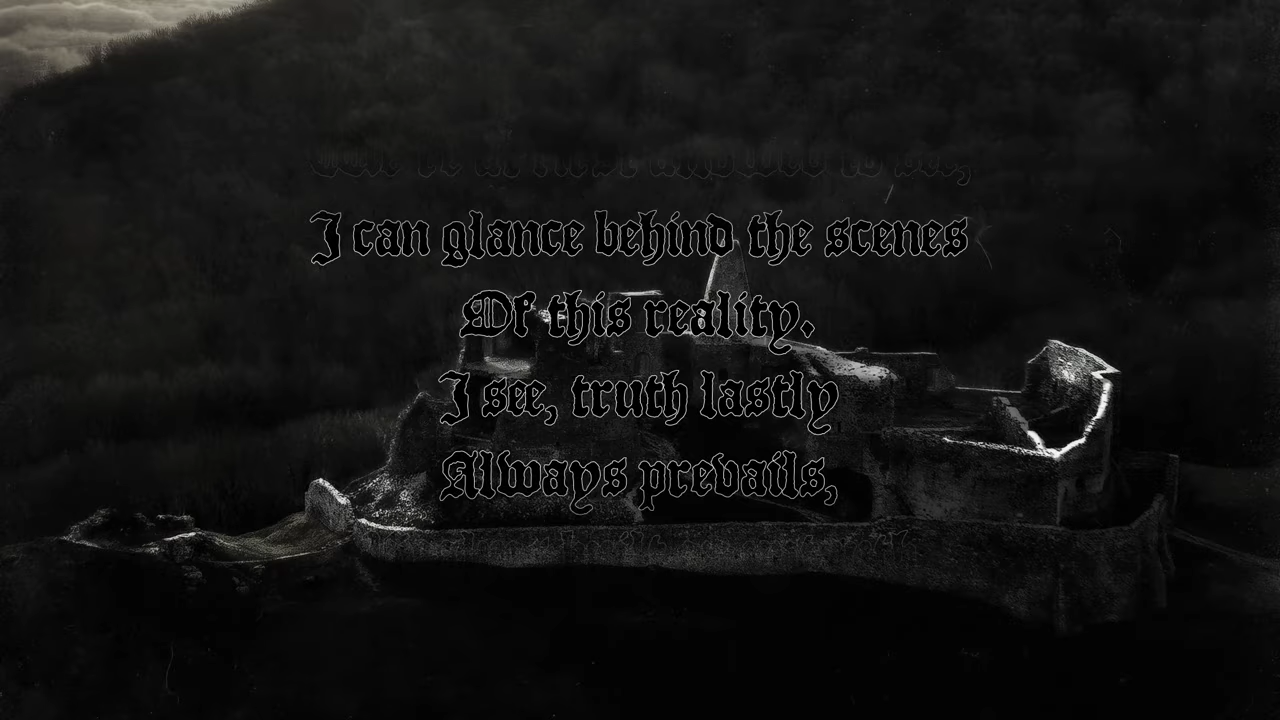 I can glance behind the scenes
Of this reality.
I see, truth lastly
Always prevails,